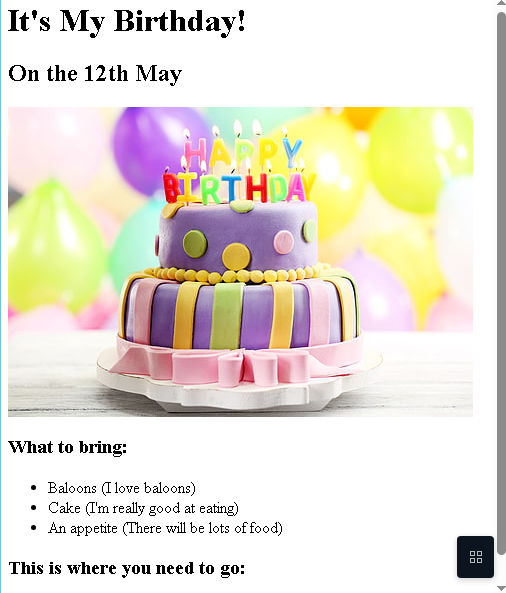 It's My Birthday!
On the 12th May
HAPPY
BIRTHDAY
What to bring:
Baloons (I love baloons)
Cake (I'm really good at eating)
An appetite (There will be lots of food)
This is where you need to go: